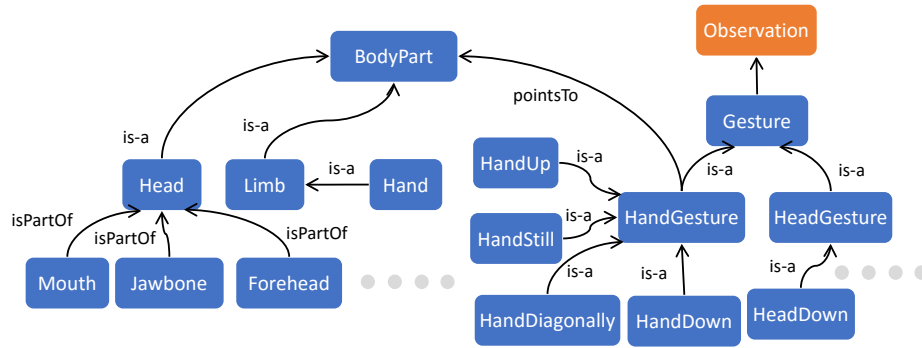 Observation
BodyPart
pointsTo
Gesture
is-a
is-a
is-a
is-a
is-a
HandUp
is-a
Head
Limb
Hand
HandGesture
HeadGesture
isPartOf
isPartOf
isPartOf
is-a
HandStill
is-a
is-a
is-a
Mouth
Jawbone
Forehead
HandDiagonally
HandDown
HeadDown